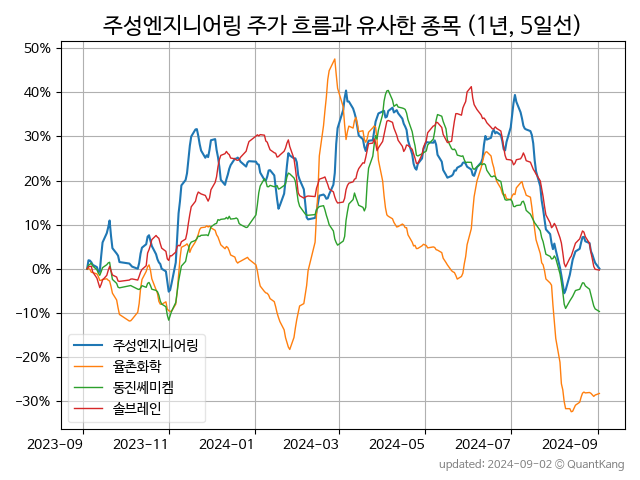 주성엔지니어링 주가 흐름과 유사한 종목 (1년, 5일선)
50%
40%
30%
20%
10%
0%
−10%
−20%
−30%
주성엔지니어링
율촌화학
동진쎄미켐
솔브레인
2023-09
2023-11
2024-01
2024-03
2024-05
2024-07
2024-09
updated: 2024-09-02 © QuantKang